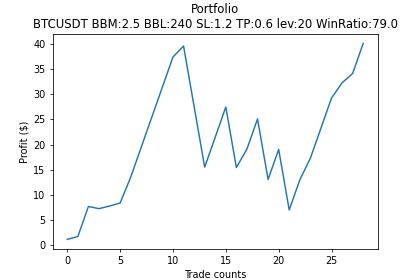 Portfolio
BTCUSDT BBM:2.5 BBL:240 SL:1.2 TP:0.6 lev:20 WinRatio:79.0
40
35
30
25
20
15
10
5
0
Profit ($)
0 5 10 15 20 25
Trade counts